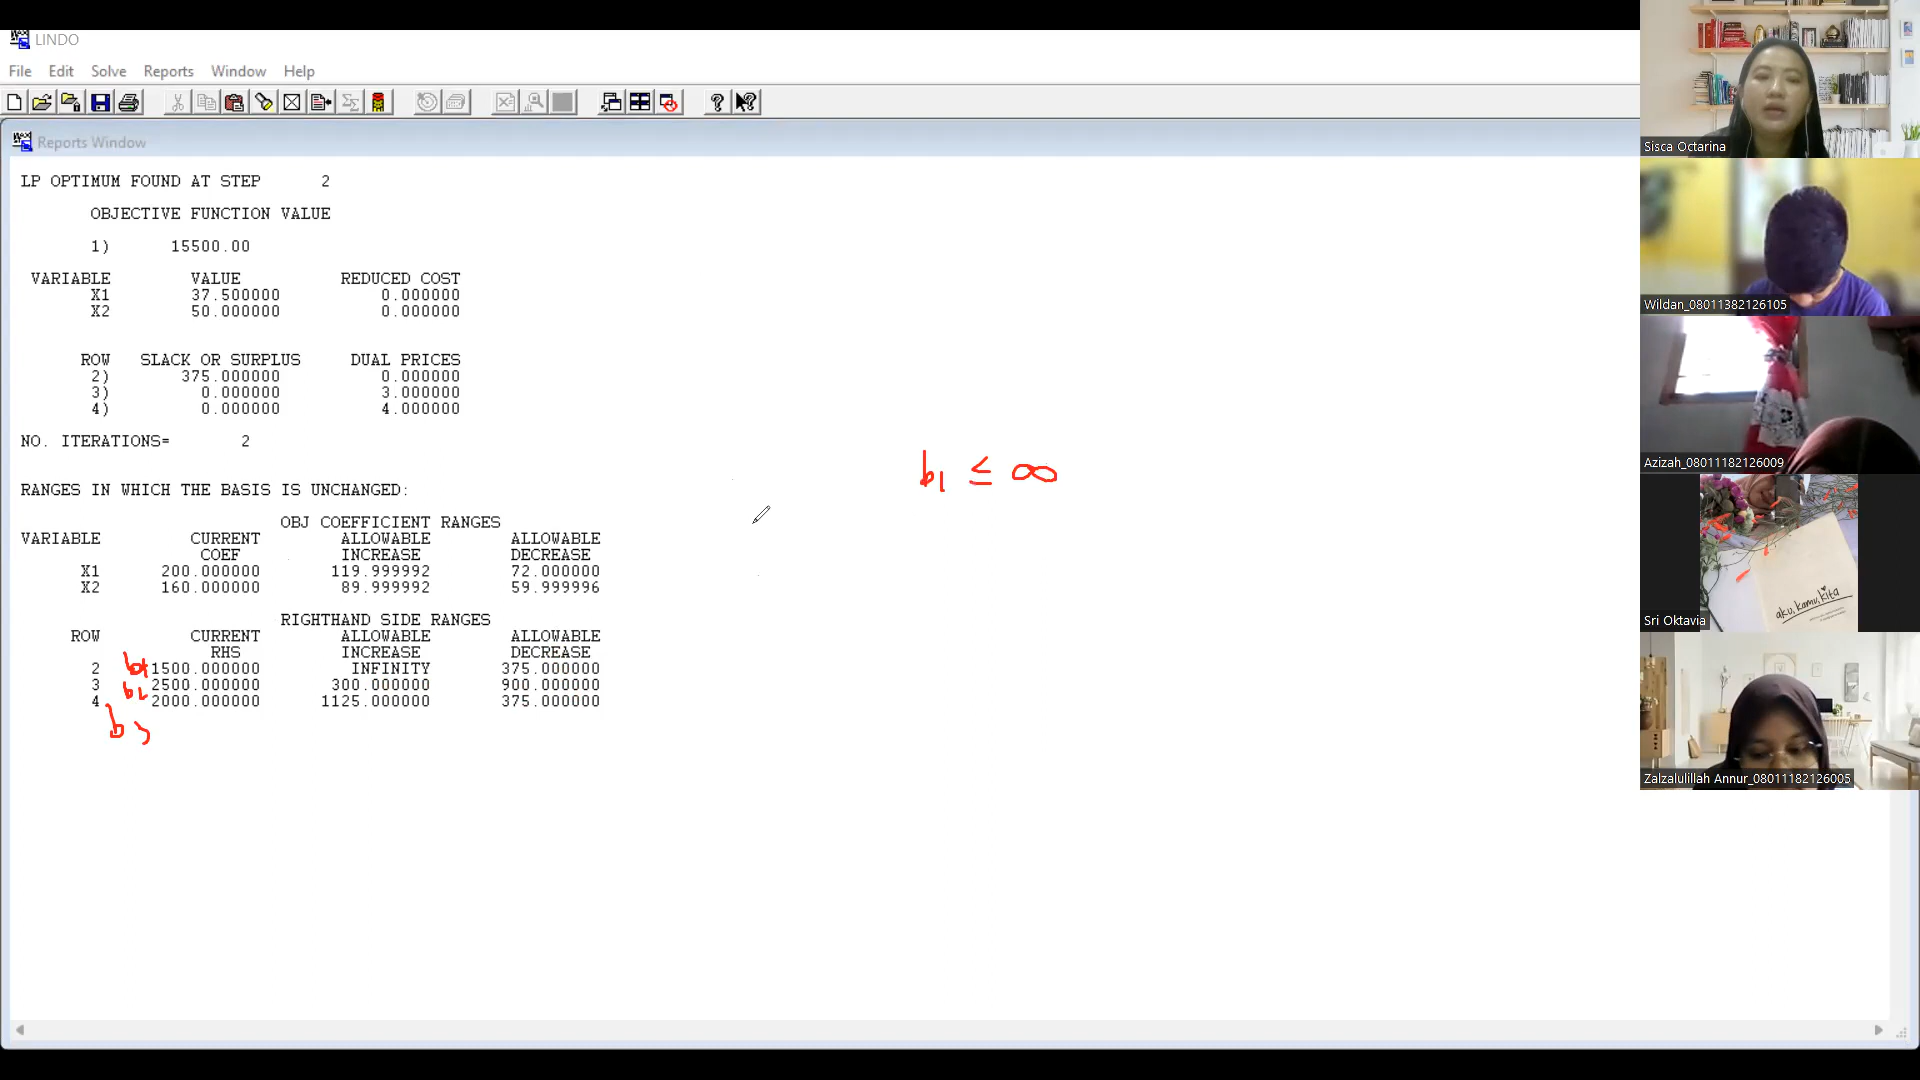 LINDO
File Edit Solve Reports Window Help
Reports Window
LP OPTIMUM FOUND AT STEP 2
OBJECTIVE FUNCTION VALUE
1) 15500.00
VARIABLE VALUE REDUCED COST
X1 37.500000 0.000000
X2 50.000000 0.000000
ROW SLACK OR SURPLUS DUAL PRICES
2) 375.000000 0.000000
3) 0.000000 3.000000
4) 0.000000 4.000000
NO. ITERATIONS= 2
RANGES IN WHICH THE BASIS IS UNCHANGED:
OBJ COEFFICIENT RANGES
VARIABLE CURRENT ALLOWABLE ALLOWABLE
COEF INCREASE DECREASE
X1 200.000000 119.999992 72.000000
X2 160.000000 89.999992 59.999996
RIGHTHAND SIDE RANGES
ROW CURRENT ALLOWABLE ALLOWABLE
RHS INCREASE DECREASE
2 b1 1500.000000 INFINITY 375.000000
3 b2 2500.000000 300.000000 900.000000
4 2000.000000 1125.000000 375.000000
b3
b1 ≤ ∞
Sisca Octarina
Wildan_08011382126105
Azizah_08011182126009
aku, kamu, kita
Sri Oktavia
Zalzalulillah Annur_08011182126005